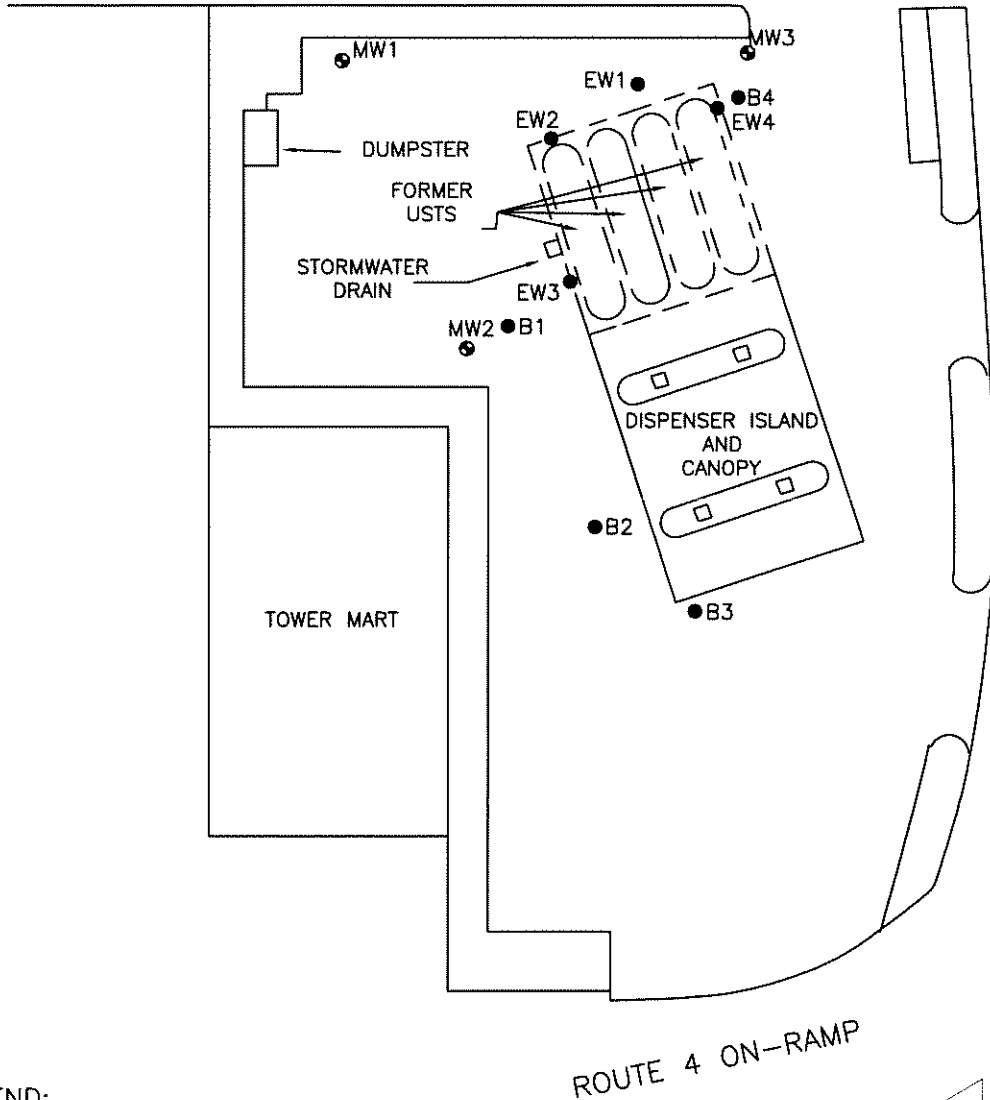 MW1
MW3
EW1
B4
EW2
EW4
DUMPSTER
FORMER
USTS
STORMWATER
DRAIN
EW3
MW2
B1
DISPENSER ISLAND
AND
CANOPY
B2
TOWER MART
B3
ROUTE 4 ON-RAMP
END: